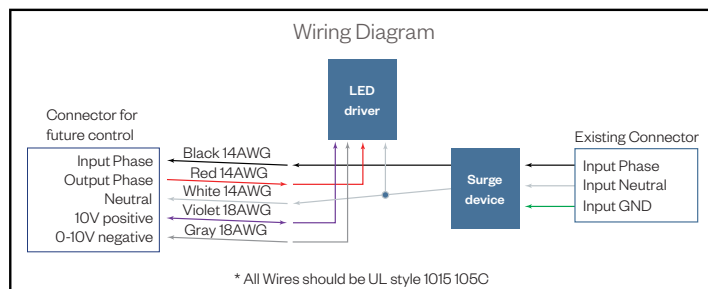 Wiring Diagram
LED
driver
Connector for
future control
Existing Connector
Input Phase
Output Phase
Neutral
10V positive
0-10V negative
Black 14AWG
Red 14AWG
White 14AWG
Violet 18AWG
Gray 18AWG
Surge
device
Input Phase
Input Neutral
Input GND
* All Wires should be UL style 1015 105C